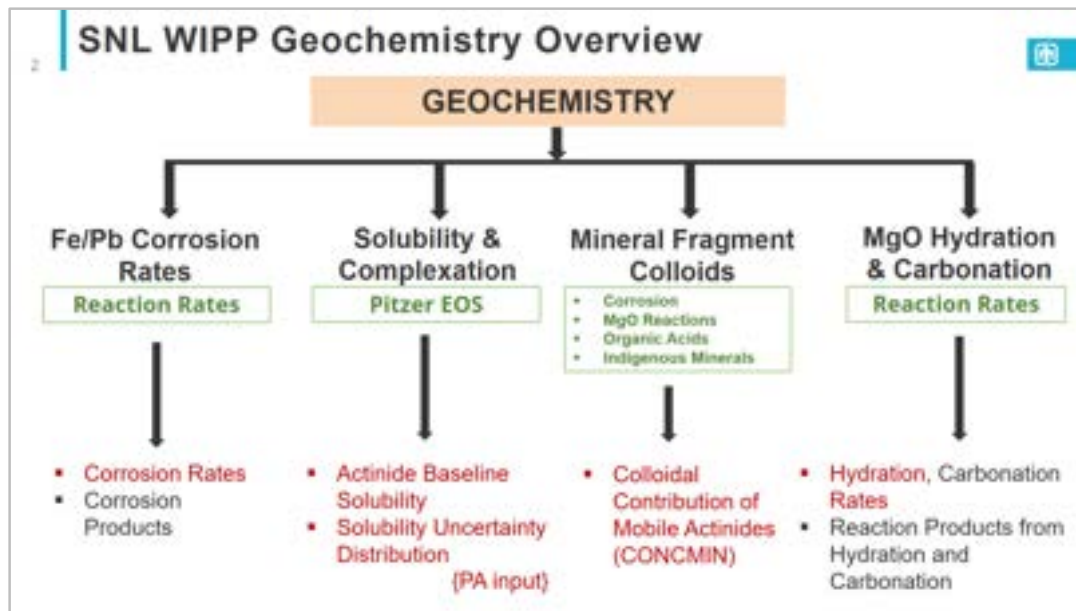 SNL WIPP Geochemistry Overview
2
GEOCHEMISTRY
Fe/Pb Corrosion
Rates
Reaction Rates
▪ Corrosion Rates
▪ Corrosion
Products
Solubility &
Complexation
Pitzer EOS
▪ Actinide Baseline
Solubility
▪ Solubility Uncertainty
Distribution
{PA input}
Mineral Fragment
Colloids
• Corrosion
• MgO Reactions
• Organic Acids
• Indigenous Minerals
▪ Colloidal
Contribution of
Mobile Actinides
(CONCMIN)
MgO Hydration
& Carbonation
Reaction Rates
▪ Hydration, Carbonation
Rates
▪ Reaction Products from
Hydration and
Carbonation